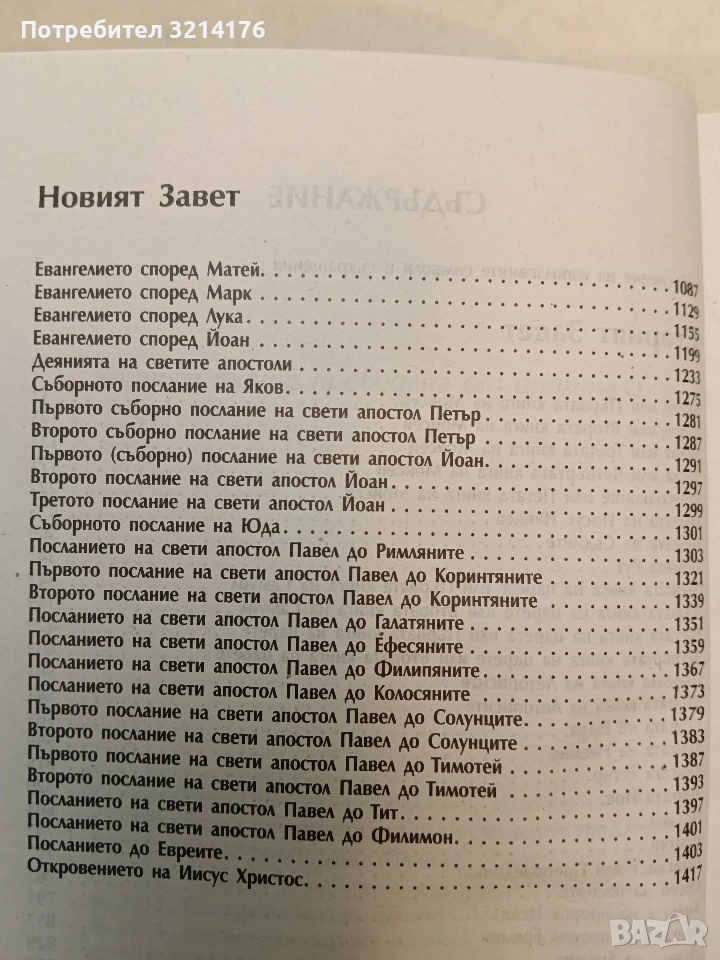 Потребител 3214176
Новият Завет
СЪДЪРЖАНИЕ
Евангелието според Матей. 1087
Евангелието според Марк 1129
Евангелието според Лука. 1155
Евангелието според Йоан 1199
Деянията на светите апостоли 1233
Съборното послание на Яков. 1275
Първото съборно послание на свети апостол Петър 1281
Второто съборно послание на свети апостол Петър 1287
Първото (съборно) послание на свети апостол Йоан. 1291
Второто послание на свети апостол Йоан 1297
Третото послание на свети апостол Йоан 1299
Съборното послание на Юда. 1301
Посланието на свети апостол Павел до Римляните 1303
Първото послание на свети апостол Павел до Коринтяните 1321
Второто послание на свети апостол Павел до Коринтяните 1339
Посланието на свети апостол Павел до Галатяните 1351
Посланието на свети апостол Павел до Ефесяните 1359
Посланието на свети апостол Павел до Филипяните 1367
Посланието на свети апостол Павел до Колосяните 1373
Първото послание на свети апостол Павел до Солунците. 1379
Второто послание на свети апостол Павел до Солунците 1383
Първото послание на свети апостол Павел до Тимотей 1387
Второто послание на свети апостол Павел до Тимотей 1393
Посланието на свети апостол Павел до Тит 1397
Посланието на свети апостол Павел до Филимон. 1401
Посланието до Евреите. 1403
Откровението на Иисус Христос. 1417
BAZAR